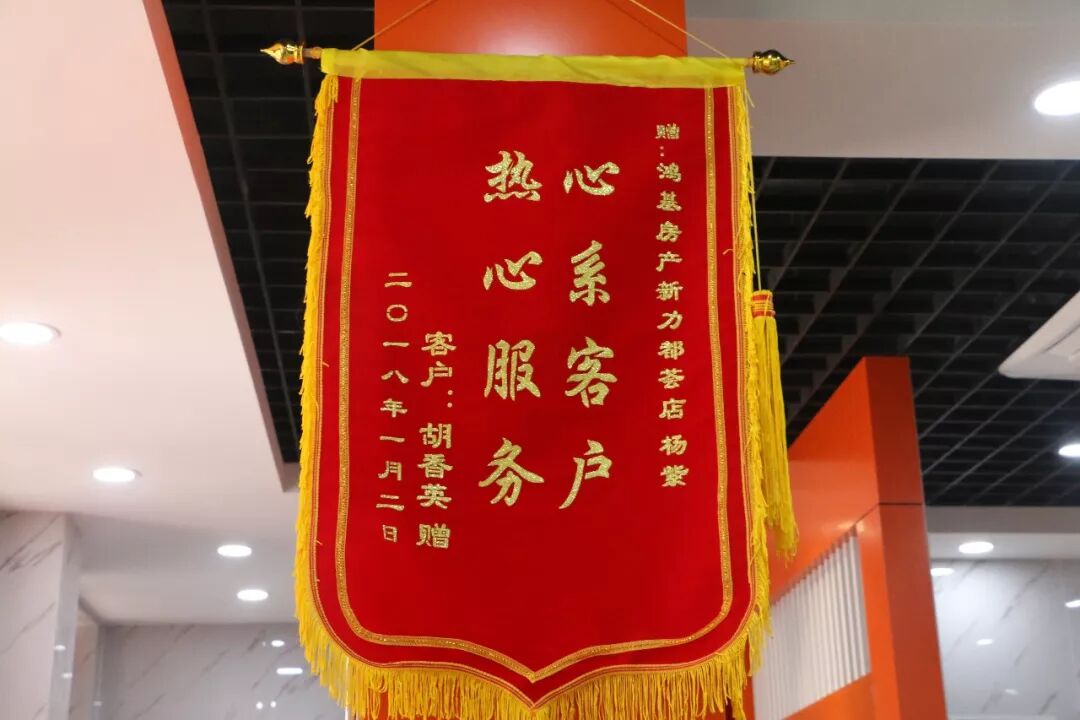 赠：鸿基房产新力都荟店杨紫
心系客户
热心服务
客户：胡香英 赠
二〇一八年一月二日